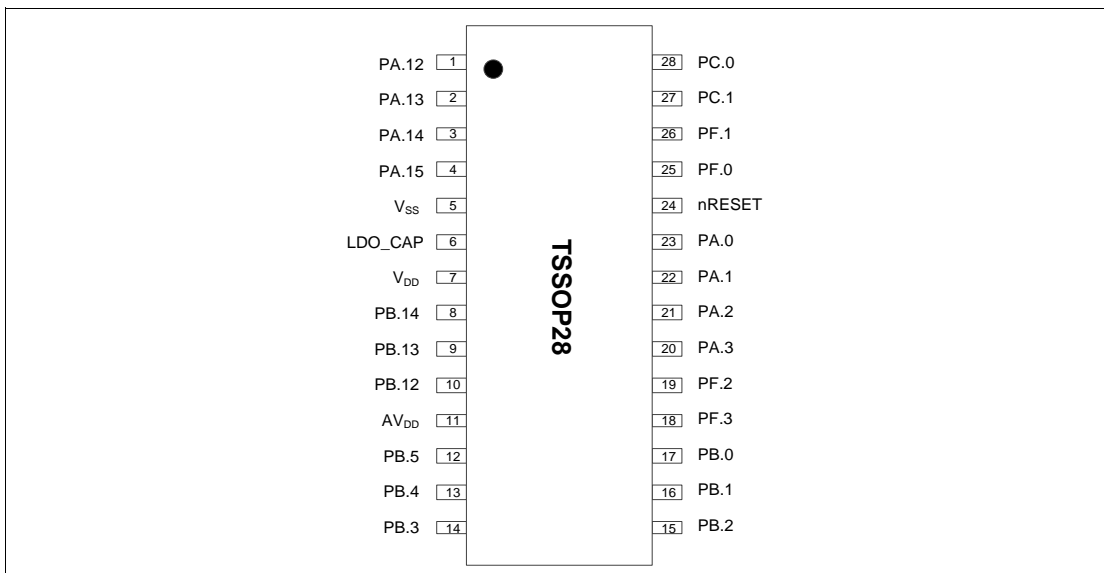 PA.12 1 28 PC.0
PA.13 2 27 PC.1
PA.14 3 26 PF.1
PA.15 4 25 PF.0
VSS 5 24 nRESET
LDO_CAP 6 23 PA.0
VDD 7 22 PA.1
PB.14 8 21 PA.2
PB.13 9 20 PA.3
PB.12 10 19 PF.2
AVDD 11 18 PF.3
PB.5 12 17 PB.0
PB.4 13 16 PB.1
PB.3 14 15 PB.2
TSSOP28